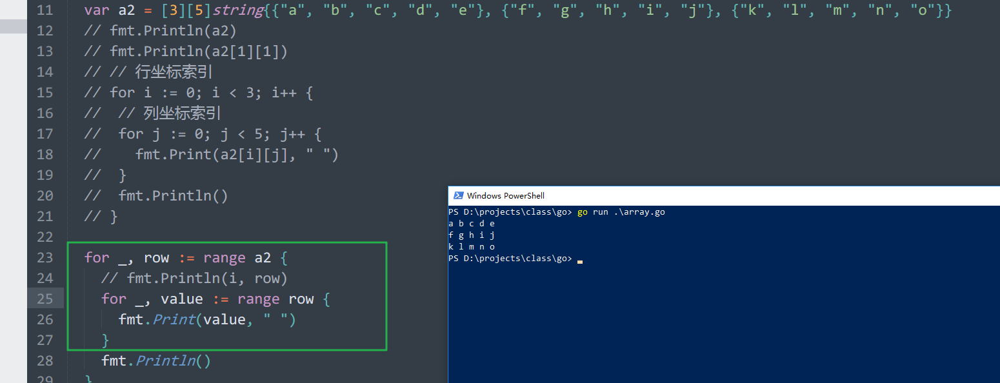 11 var a2 = [3][5]string{{"a", "b", "c", "d", "e"}, {"f", "g", "h", "i", "j"}, {"k", "l", "m", "n", "o"}}
12 // fmt.Println(a2)
13 // fmt.Println(a2[1][1])
14 // // 行坐标索引
15 // for i := 0; i < 3; i++ {
16 //  // 列坐标索引
17 //  for j := 0; j < 5; j++ {
18 //    fmt.Print(a2[i][j], " ")
19 //  }
20 //  fmt.Println()
21 // }
22
23 for _, row := range a2 {
24   // fmt.Println(i, row)
25   for _, value := range row {
26     fmt.Print(value, " ")
27   }
28   fmt.Println()
29 }
Windows PowerShell
PS D:\projects\class\go> go run .\array.go
a b c d e
f g h i j
k l m n o
PS D:\projects\class\go>